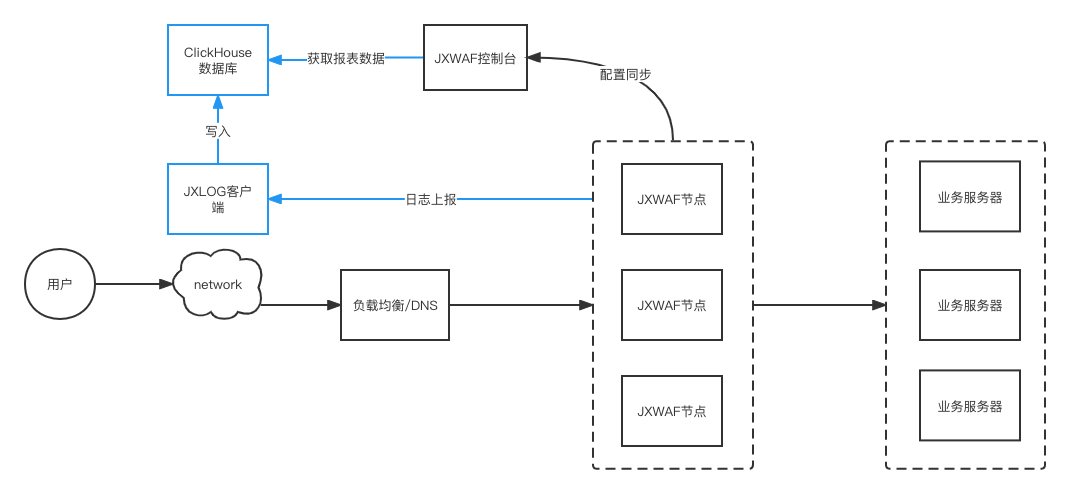 ClickHouse
数据库
获取报表数据
JXWAF控制台
配置同步
写入
JXLOG客户
端
日志上报
JXWAF节点
业务服务器
用户
network
负载均衡/DNS
JXWAF节点
业务服务器
JXWAF节点
业务服务器